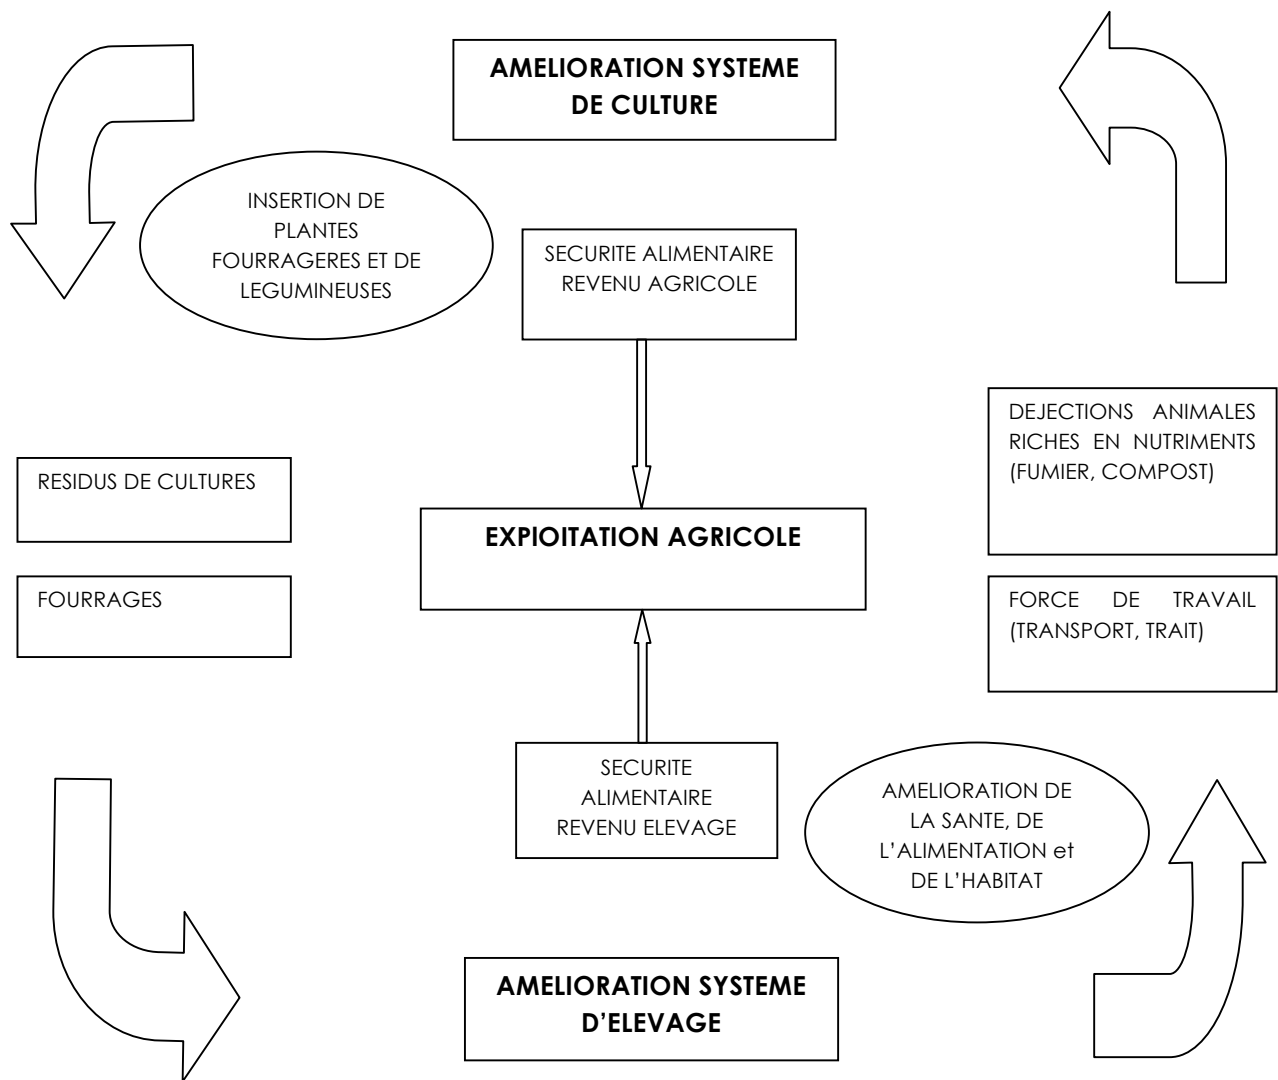 AMELIORATION SYSTEME
DE CULTURE
INSERTION DE
PLANTES
FOURRAGERES ET DE
LEGUMINEUSES
SECURITE ALIMENTAIRE
REVENU AGRICOLE
DEJECTIONS ANIMALES
RICHES EN NUTRIMENTS
(FUMIER, COMPOST)
RESIDUS DE CULTURES
EXPIOITATION AGRICOLE
FOURRAGES
FORCE DE TRAVAIL
(TRANSPORT, TRAIT)
SECURITE
ALIMENTAIRE
REVENU ELEVAGE
AMELIORATION DE
LA SANTE, DE
L’ALIMENTATION et
DE L’HABITAT
AMELIORATION SYSTEME
D’ELEVAGE